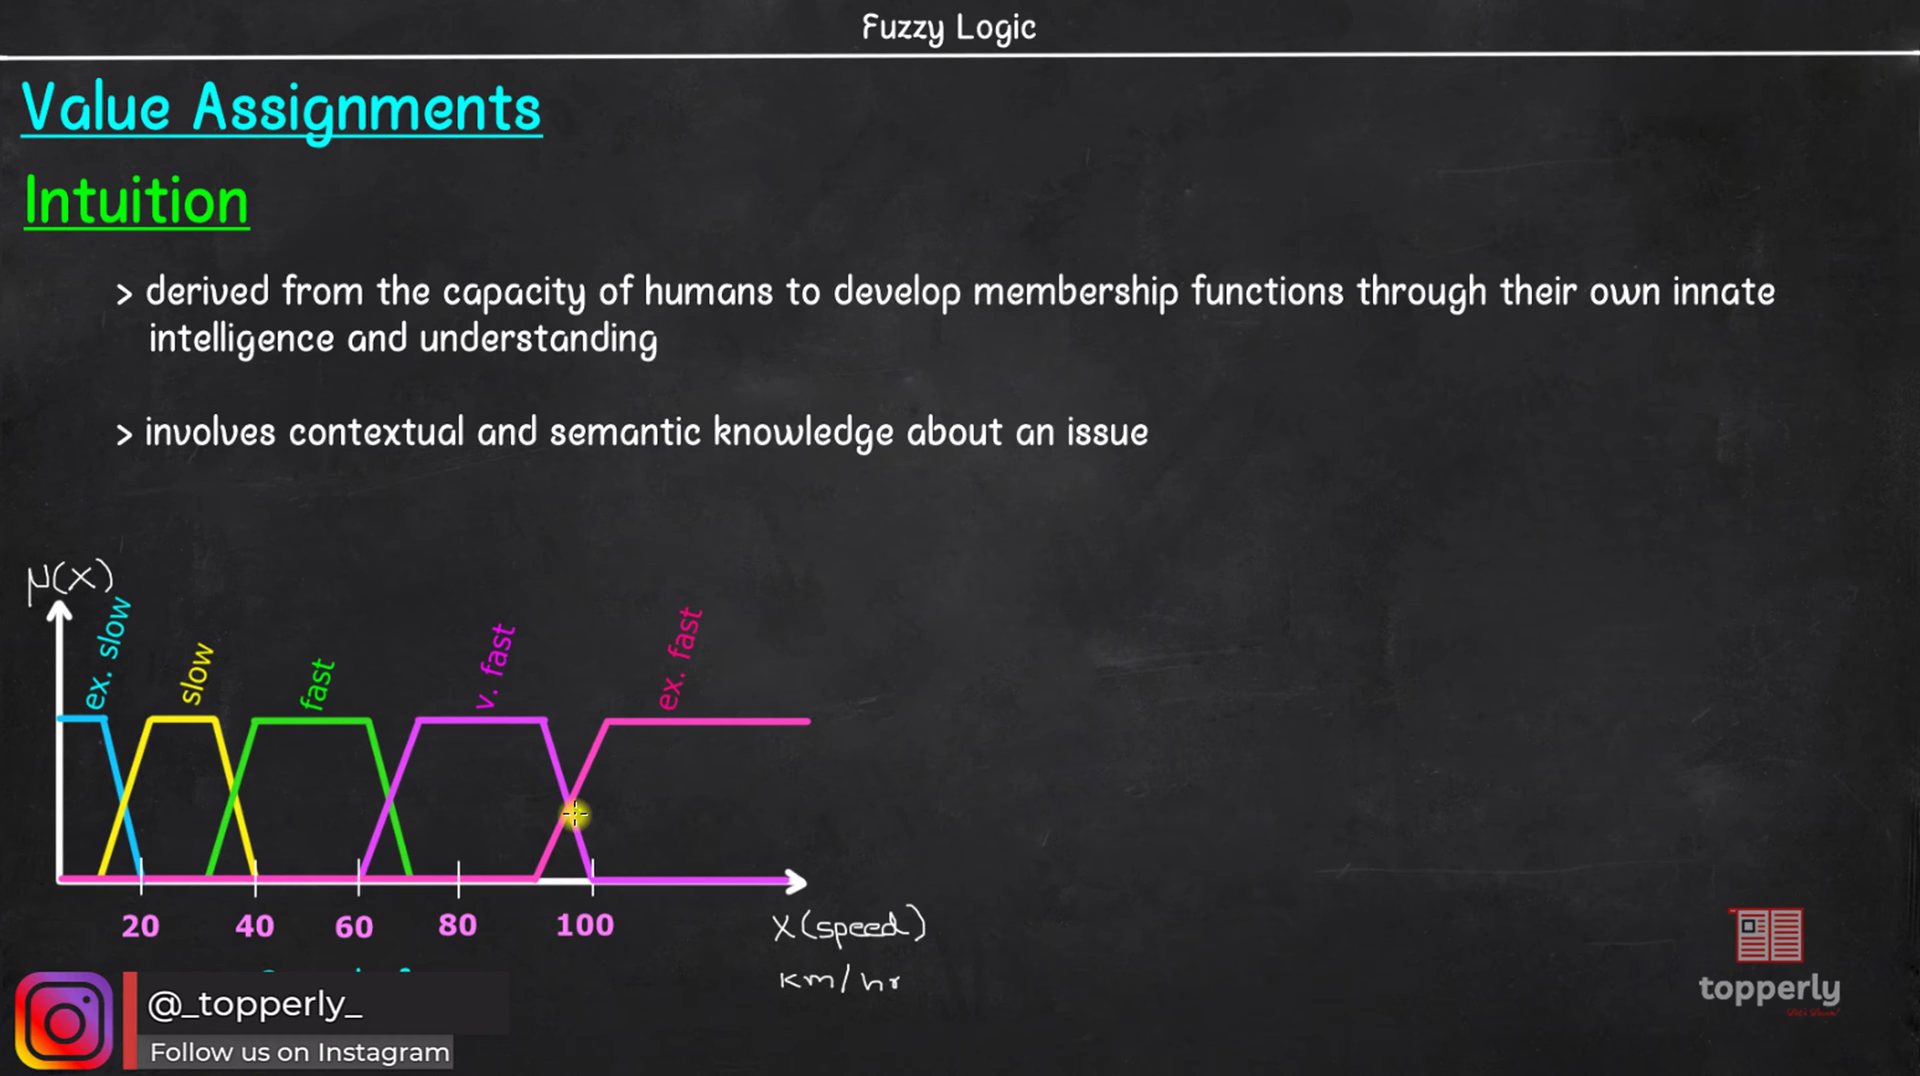 Fuzzy Logic
Value Assignments
Intuition
> derived from the capacity of humans to develop membership functions through their own innate
intelligence and understanding
> involves contextual and semantic knowledge about an issue
μ(x)
ex. slow
slow
fast
v. fast
ex. fast
20 40 60 80 100
x (speed)
km/hr
@_topperly_
Follow us on Instagram
topperly